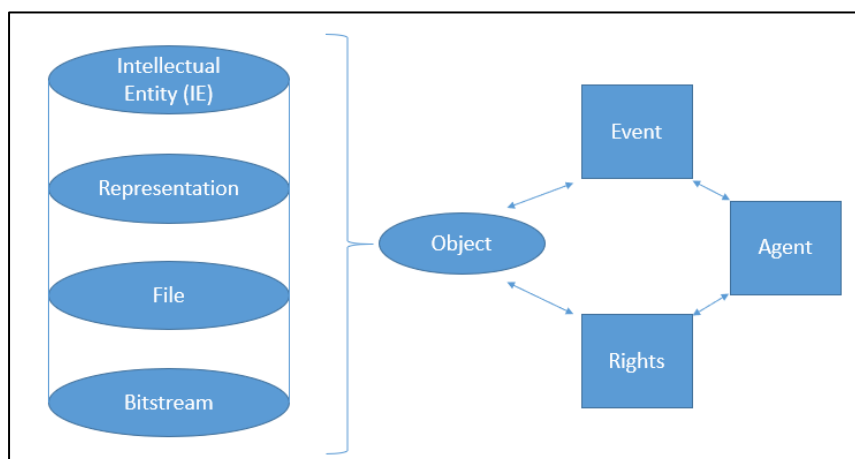 Intellectual
Entity (IE)
Representation
File
Bitstream
Object
Event
Agent
Rights